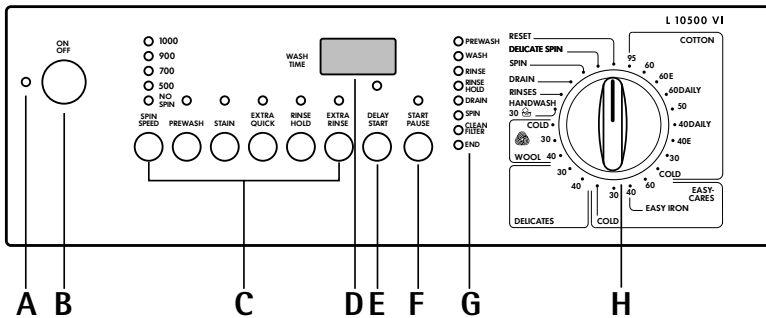 L 10500 VI
ON
OFF
1000
900
700
500
NO
SPIN
SPIN
SPEED
PREWASH
STAIN
EXTRA
QUICK
RINSE
HOLD
EXTRA
RINSE
WASH
TIME
DELAY
START
START
PAUSE
PREWASH
WASH
RINSE
RINSE
HOLD
DRAIN
SPIN
CLEAN
FILTER
END
RESET
DELICATE SPIN
SPIN
DRAIN
RINSES
HANDWASH
30
COLD
30
WOOL 40
30
40
DELICATES
COTTON
95
60
60E
60DAILY
50
40DAILY
40E
30
COLD
60
EASY-
CARES
40
EASY IRON
30
COLD
A B C D E F G H